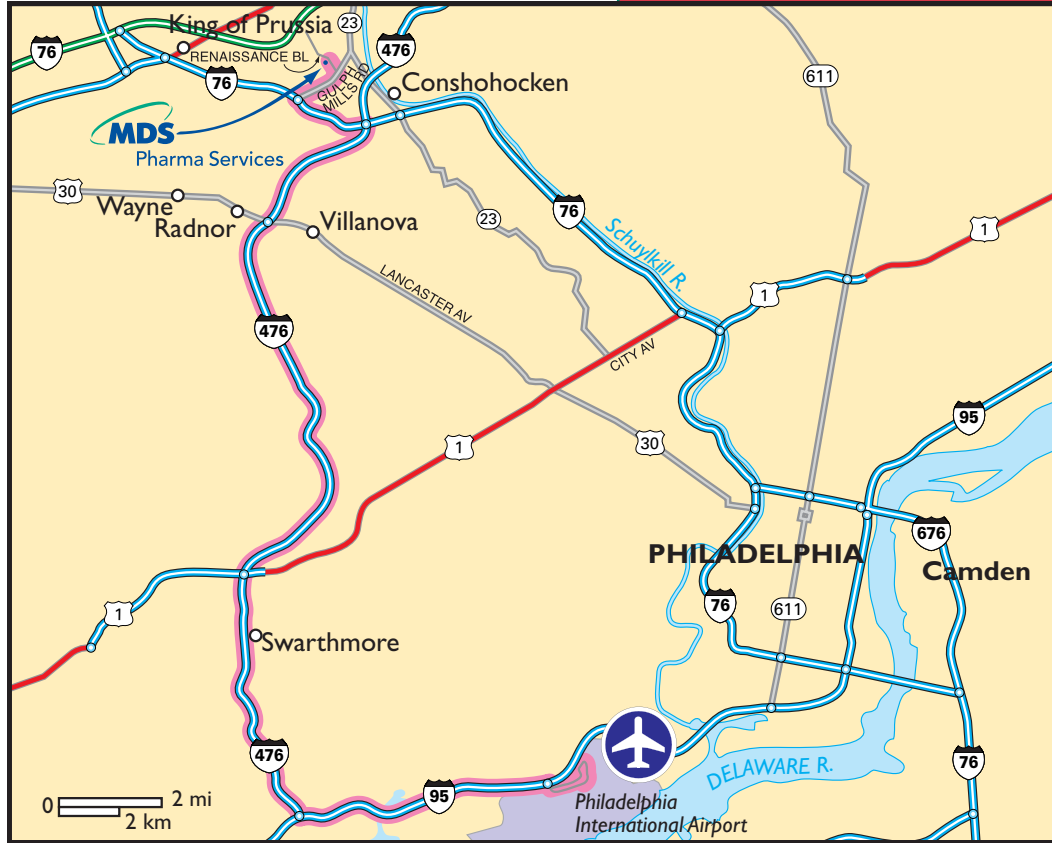 King of Prussia
23
476
76
RENAISSANCE BL
76
GULPH
MILLS RD
Conshohocken
611
MDS
Pharma Services
30
Wayne
Radnor
Villanova
23
76
Schuylkill R.
1
1
LANCASTER AV
476
CITY AV
1
30
95
PHILADELPHIA
676
Camden
76
611
1
Swarthmore
476
95
DELAWARE R.
76
0
2 mi
2 km
Philadelphia
International Airport